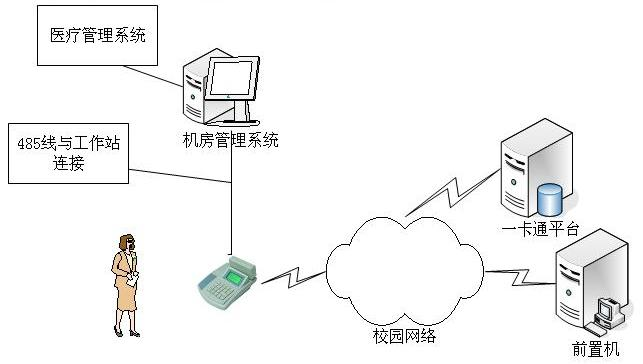 医疗管理系统
机房管理系统
485线与工作站
连接
一卡通平台
校园网络
前置机